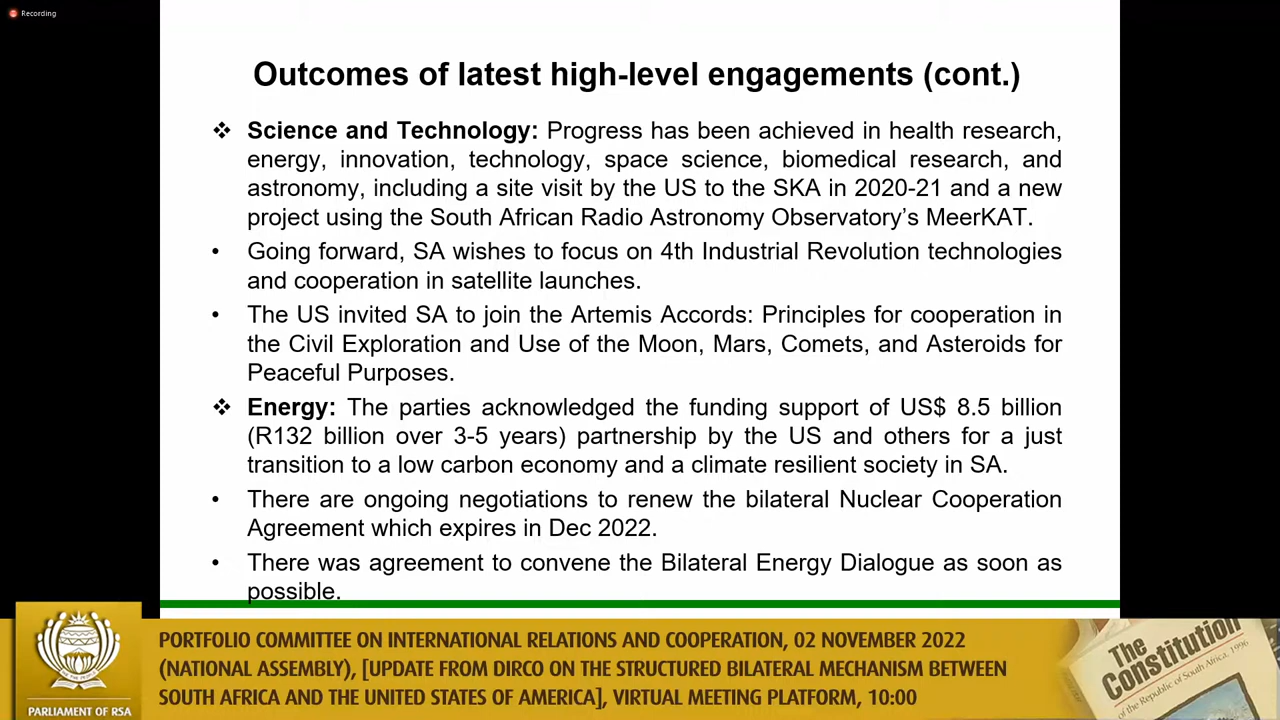 Recording
Outcomes of latest high-level engagements (cont.)
❖ Science and Technology: Progress has been achieved in health research,
energy, innovation, technology, space science, biomedical research, and
astronomy, including a site visit by the US to the SKA in 2020-21 and a new
project using the South African Radio Astronomy Observatory’s MeerKAT.
• Going forward, SA wishes to focus on 4th Industrial Revolution technologies
and cooperation in satellite launches.
• The US invited SA to join the Artemis Accords: Principles for cooperation in
the Civil Exploration and Use of the Moon, Mars, Comets, and Asteroids for
Peaceful Purposes.
❖ Energy: The parties acknowledged the funding support of US$ 8.5 billion
(R132 billion over 3-5 years) partnership by the US and others for a just
transition to a low carbon economy and a climate resilient society in SA.
• There are ongoing negotiations to renew the bilateral Nuclear Cooperation
Agreement which expires in Dec 2022.
• There was agreement to convene the Bilateral Energy Dialogue as soon as
possible.
PORTFOLIO COMMITTEE ON INTERNATIONAL RELATIONS AND COOPERATION, 02 NOVEMBER 2022
(NATIONAL ASSEMBLY), [UPDATE FROM DIRCO ON THE STRUCTURED BILATERAL MECHANISM BETWEEN
SOUTH AFRICA AND THE UNITED STATES OF AMERICA], VIRTUAL MEETING PLATFORM, 10:00
PARLIAMENT OF RSA
The
Constitution
of the Republic of South Africa, 1996